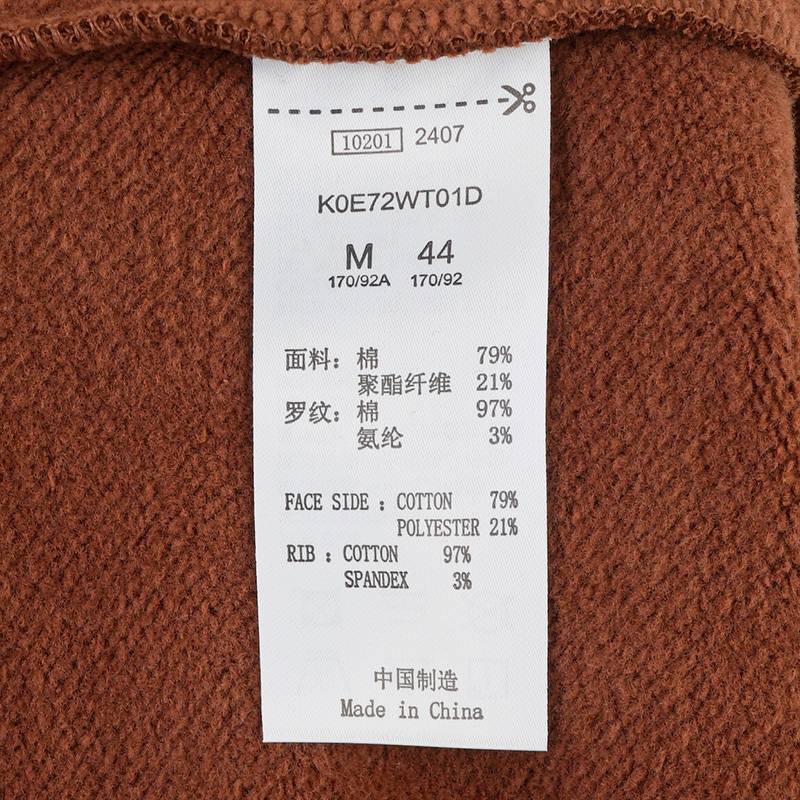 10201 2407
K0E72WT01D
M 44
170/92A 170/92
面料: 棉 79%
聚酯纤维 21%
罗纹: 棉 97%
氨纶 3%
FACE SIDE : COTTON 79%
POLYESTER 21%
RIB : COTTON 97%
SPANDEX 3%
中国制造
Made in China